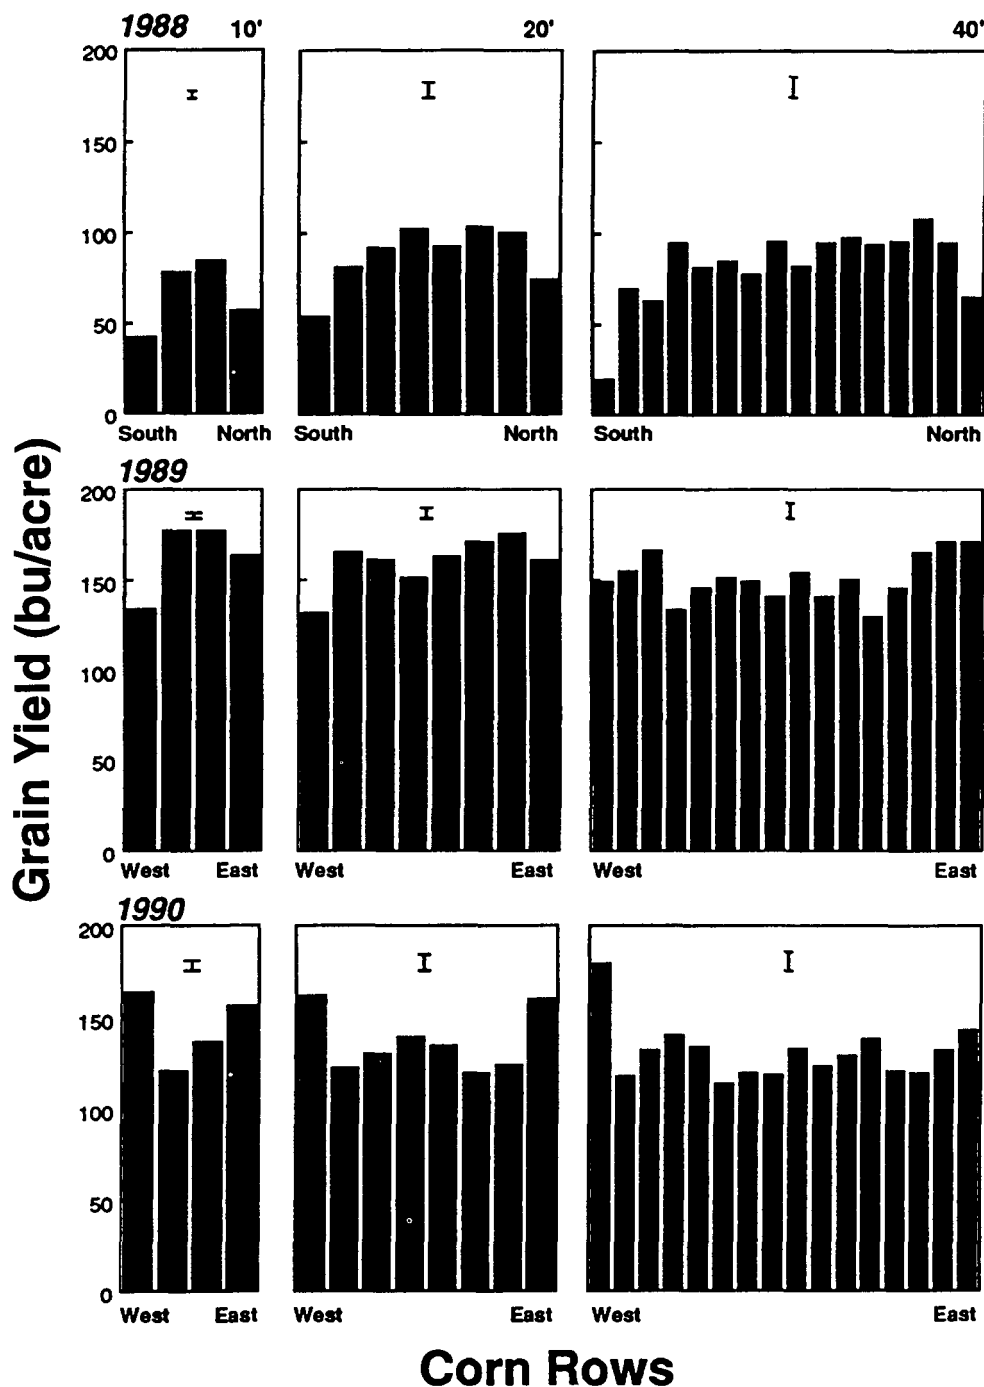 1988 10' 20' 40'
200
150
100
50
0
South North South North South North
1989
200
150
100
50
0
West East West East West East
1990
200
150
100
50
0
West East West East West East
Grain Yield (bu/acre)
Corn Rows